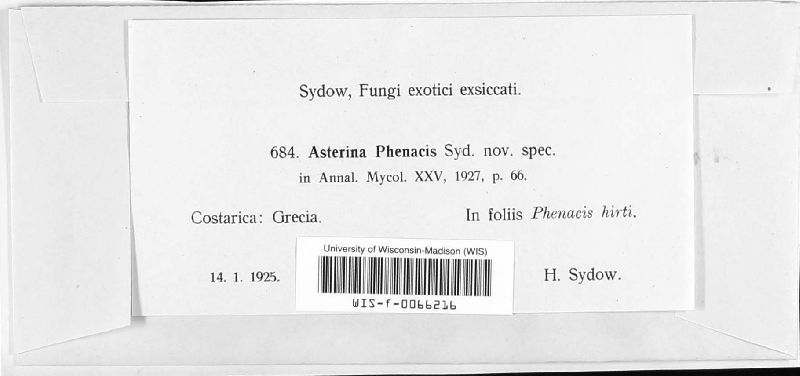 Sydow, Fungi exotici exsiccati.
684. Asterina Phenacis Syd. nov. spec.
in Annal. Mycol. XXV, 1927, p. 66.
Costarica: Grecia. In foliis Phenacis hirti.
University of Wisconsin-Madison (WIS)
14. 1. 1925. H. Sydow.
WIS-f-0066216